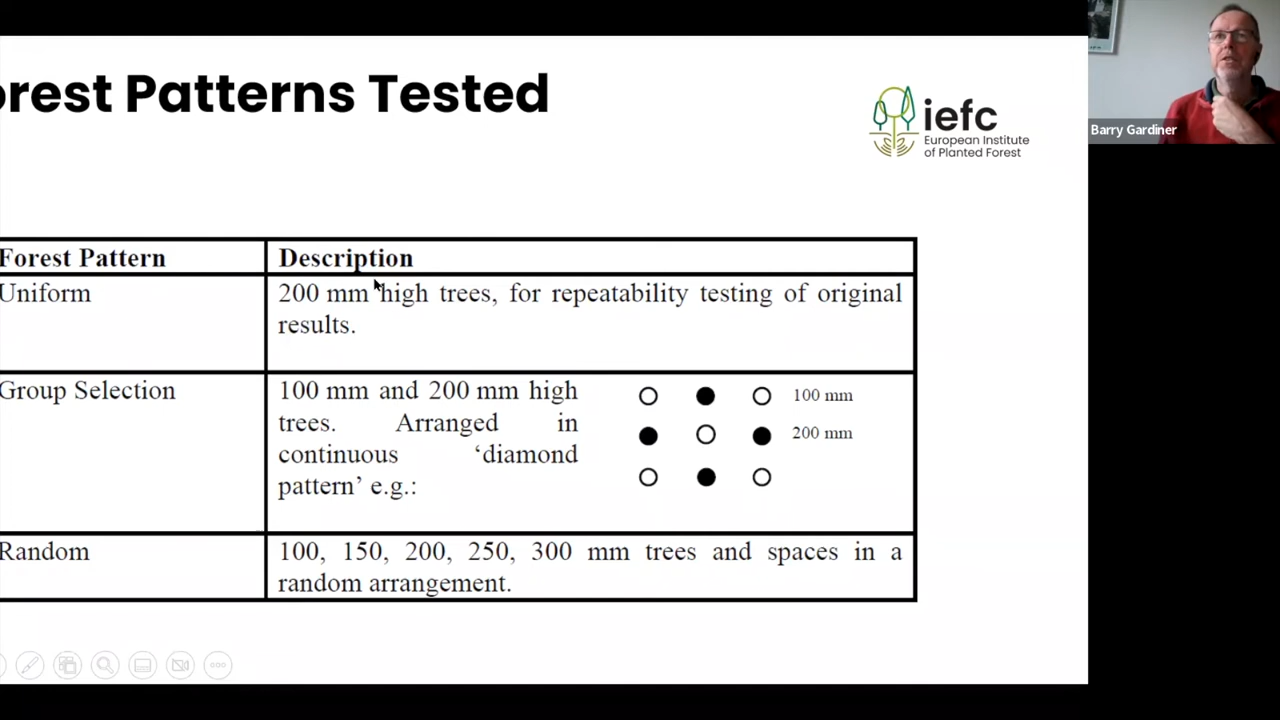 orest Patterns Tested
iefc
European Institute
of Planted Forest
Barry Gardiner
Forest Pattern Description
Uniform 200 mm high trees, for repeatability testing of original
results.
Group Selection 100 mm and 200 mm high
trees. Arranged in
continuous ‘diamond
pattern’ e.g.:
100 mm
200 mm
Random 100, 150, 200, 250, 300 mm trees and spaces in a
random arrangement.